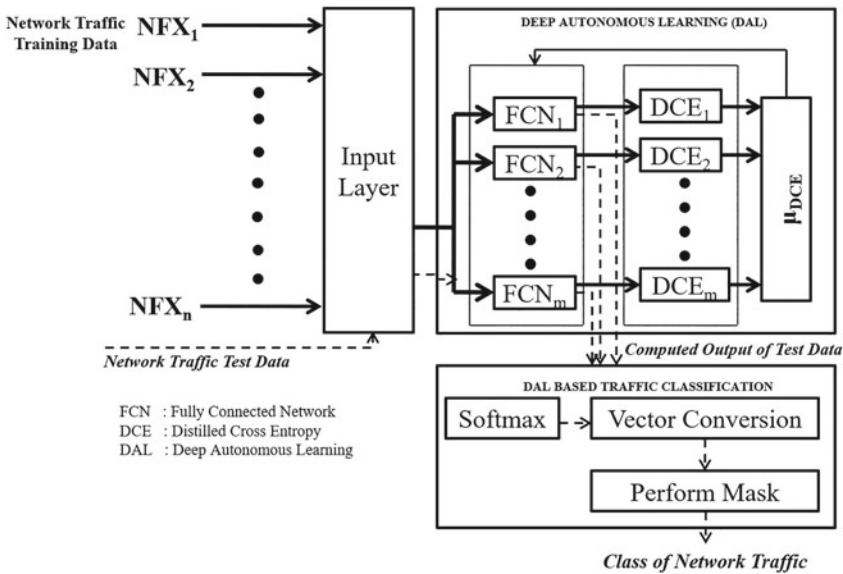 Network Traffic
Training Data
NFX₁
NFX₂
NFXₙ
Network Traffic Test Data
Input
Layer
DEEP AUTONOMOUS LEARNING (DAL)
FCN₁
DCE₁
FCN₂
DCE₂
FCNₘ
DCEₘ
μDCE
Computed Output of Test Data
FCN : Fully Connected Network
DCE : Distilled Cross Entropy
DAL : Deep Autonomous Learning
DAL BASED TRAFFIC CLASSIFICATION
Softmax
Vector Conversion
Perform Mask
Class of Network Traffic